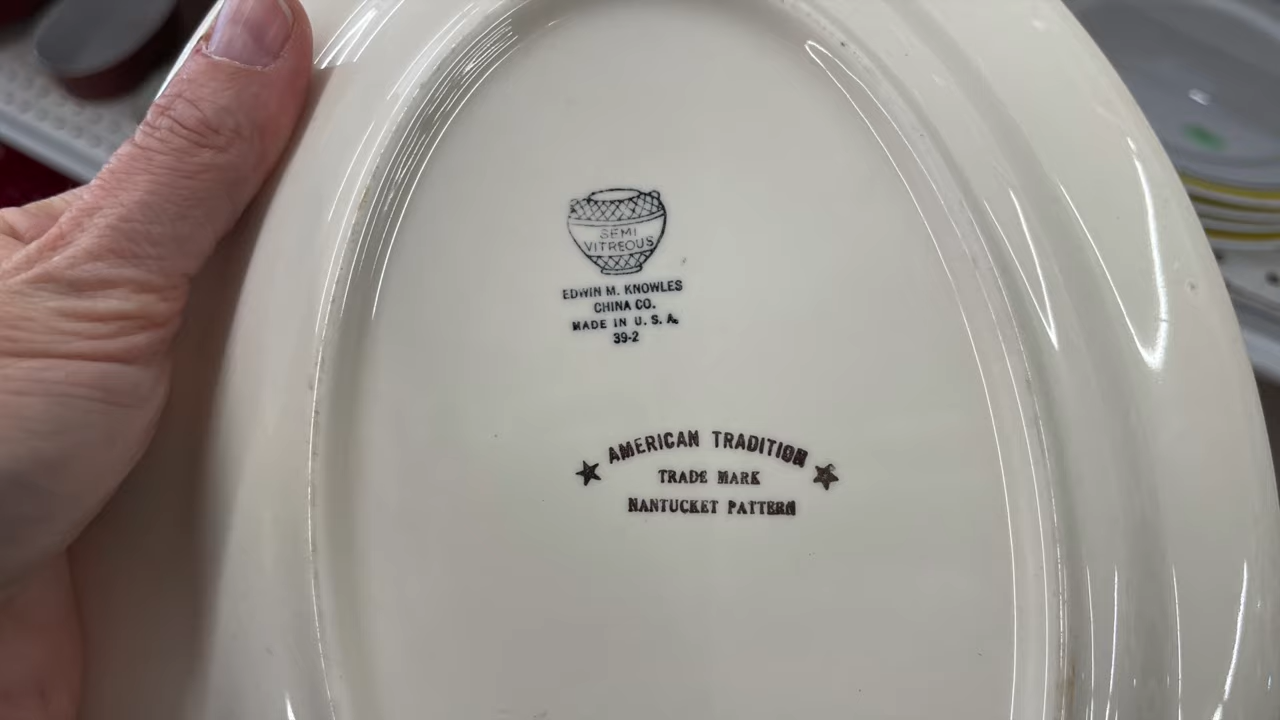 SEMI
VITREOUS
EDWIN M. KNOWLES
CHINA CO.
MADE IN U. S. A.
39-2
AMERICAN TRADITION
TRADE MARK
NANTUCKET PATTERN